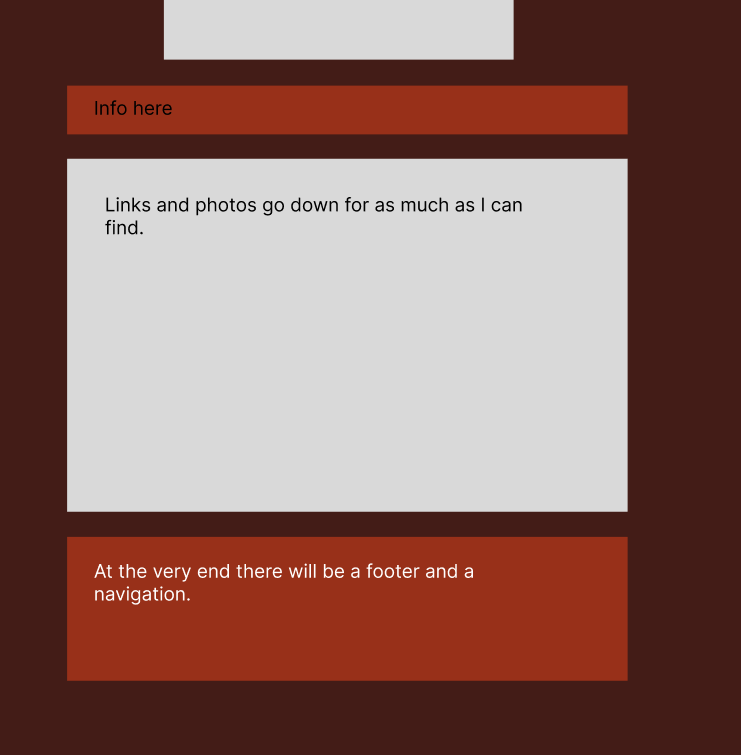 Info here
Links and photos go down for as much as I can
find.
At the very end there will be a footer and a
navigation.